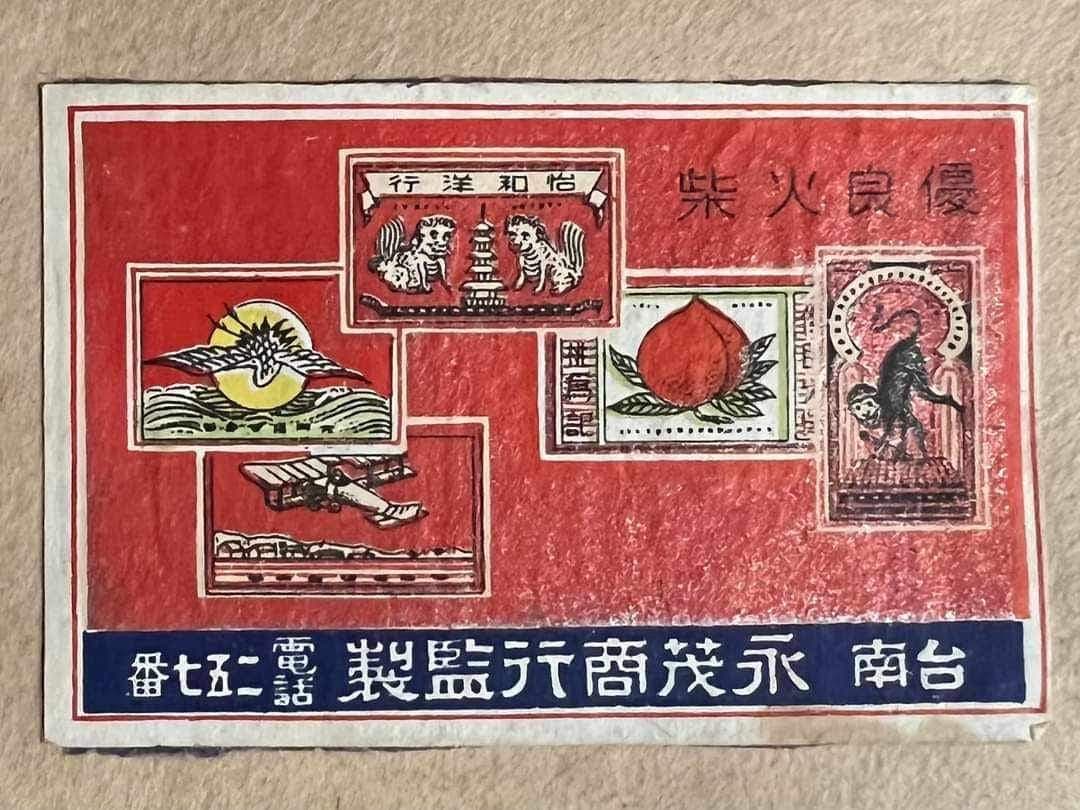 優良火柴
怡和洋行
台南 永茂商行監製 電話 二五七番